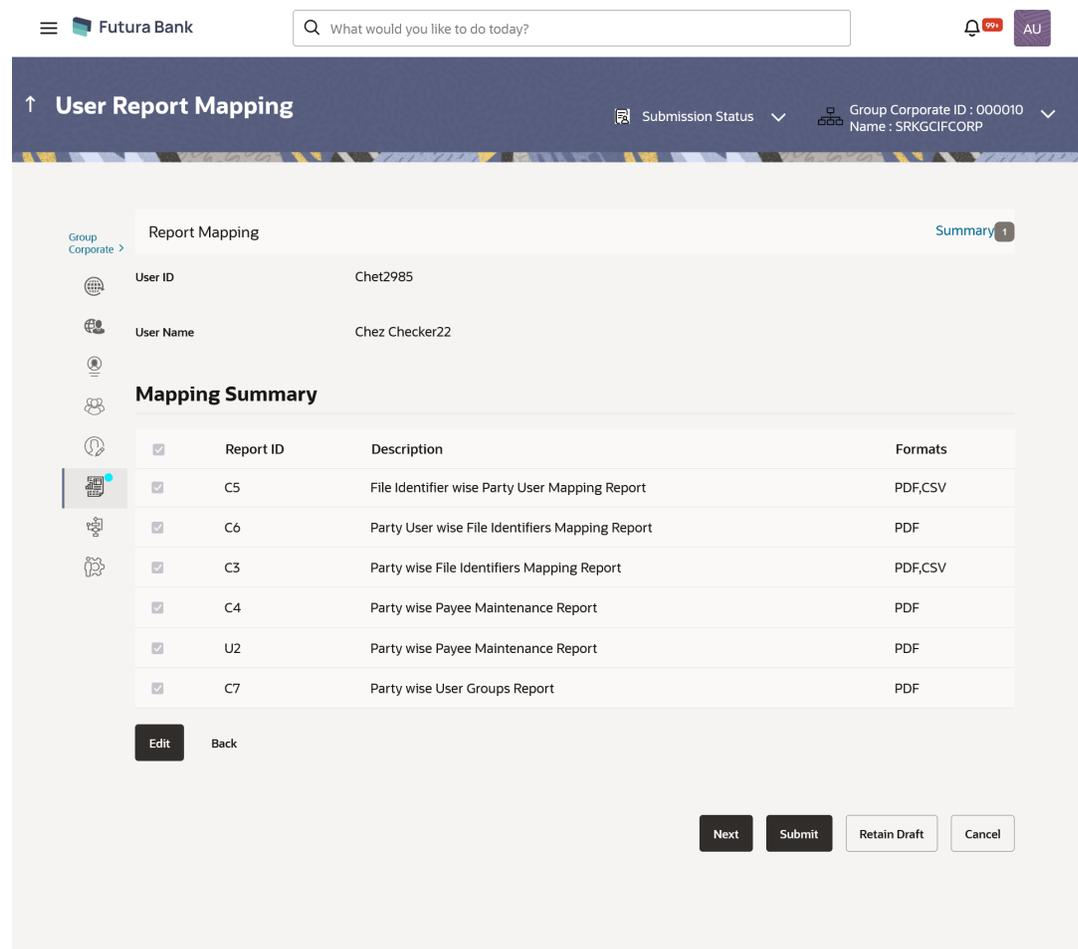 Futura Bank
What would you like to do today?
99+
AU
User Report Mapping
Submission Status
Group Corporate ID : 000010
Name : SRKGCIFCORP
Group
Corporate
Report Mapping
Summary 1
User ID Chet2985
User Name Chez Checker22
Mapping Summary
Report ID Description Formats
C5 File Identifier wise Party User Mapping Report PDF,CSV
C6 Party User wise File Identifiers Mapping Report PDF
C3 Party wise File Identifiers Mapping Report PDF,CSV
C4 Party wise Payee Maintenance Report PDF
U2 Party wise Payee Maintenance Report PDF
C7 Party wise User Groups Report PDF
Edit Back
Next Submit Retain Draft Cancel